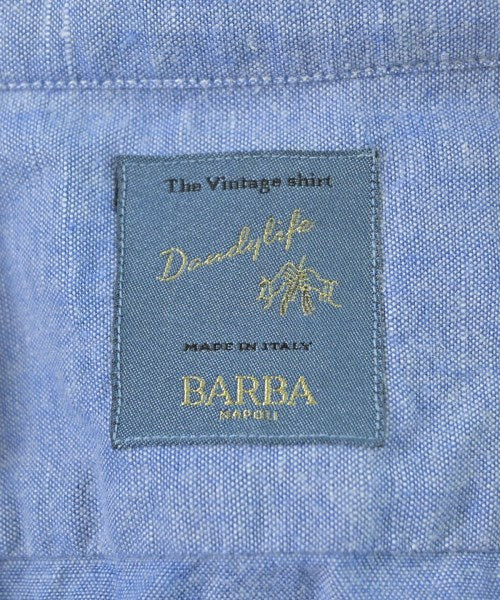 The Vintage shirt
Dandylife
MADE IN ITALY
BARBA
NAPOLI